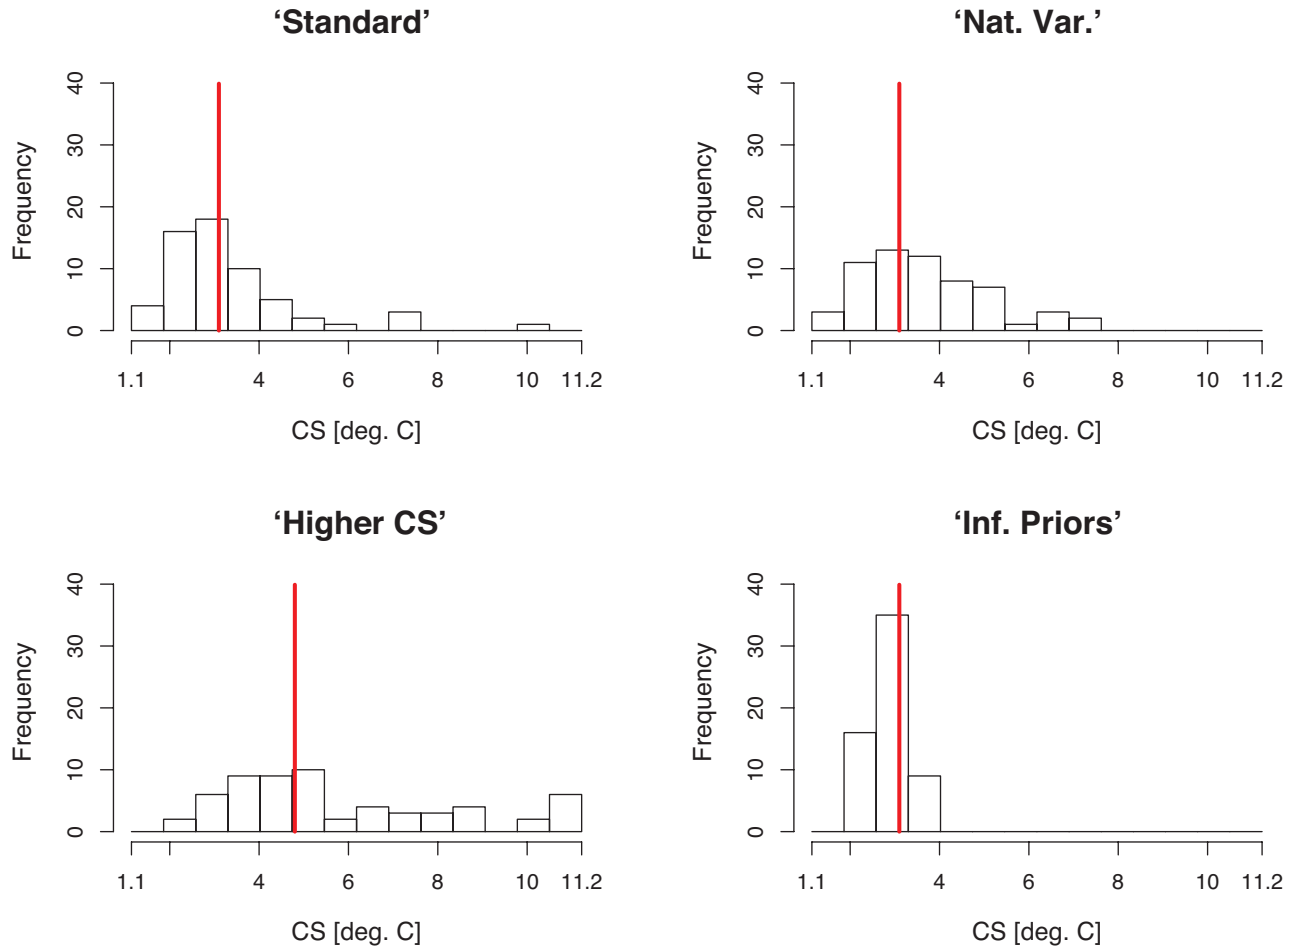 ‘Standard’
Frequency
40
30
20
10
0
1.1 4 6 8 10 11.2
CS [deg. C]
‘Nat. Var.’
Frequency
40
30
20
10
0
1.1 4 6 8 10 11.2
CS [deg. C]
‘Higher CS’
Frequency
40
30
20
10
0
1.1 4 6 8 10 11.2
CS [deg. C]
‘Inf. Priors’
Frequency
40
30
20
10
0
1.1 4 6 8 10 11.2
CS [deg. C]